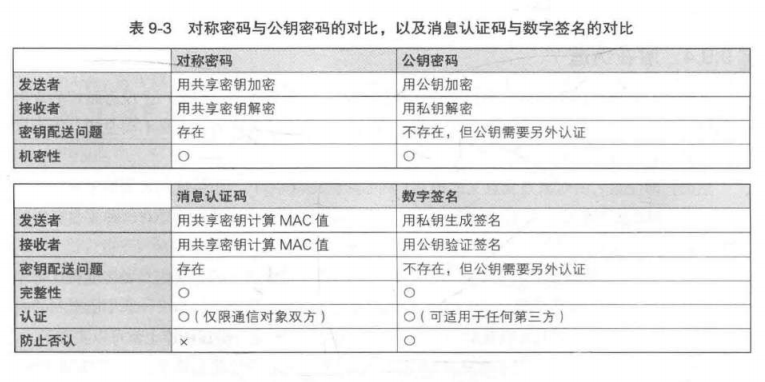 表 9-3 对称密码与公钥密码的对比，以及消息认证码与数字签名的对比
对称密码 公钥密码
发送者 用共享密钥加密 用公钥加密
接收者 用共享密钥解密 用私钥解密
密钥配送问题 存在 不存在，但公钥需要另外认证
机密性 ○ ○
消息认证码 数字签名
发送者 用共享密钥计算 MAC 值 用私钥生成签名
接收者 用共享密钥计算 MAC 值 用公钥验证签名
密钥配送问题 存在 不存在，但公钥需要另外认证
完整性 ○ ○
认证 ○（仅限通信对象双方） ○（可适用于任何第三方）
防止否认 × ○